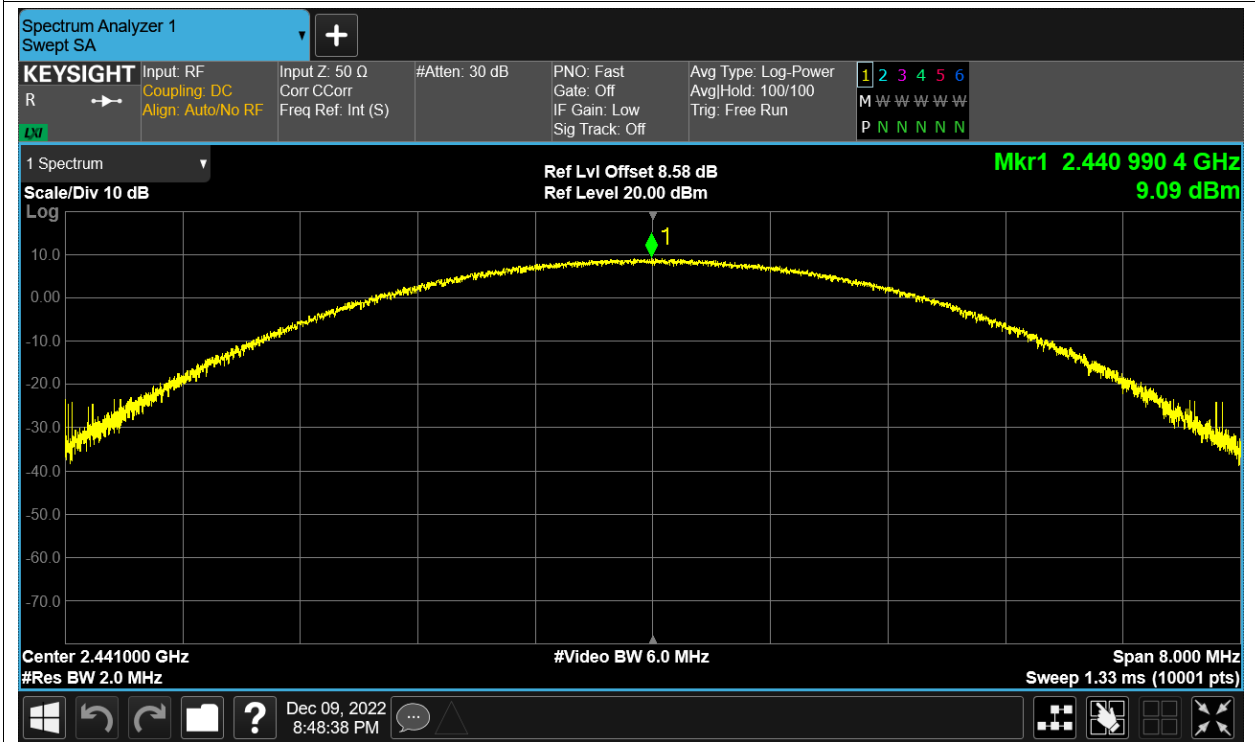 Spectrum Analyzer 1
Swept SA
KEYSIGHT
R
LXI
Input: RF
Coupling: DC
Align: Auto/No RF
Input Z: 50 Ω
Corr CCorr
Freq Ref: Int (S)
#Atten: 30 dB
PNO: Fast
Gate: Off
IF Gain: Low
Sig Track: Off
Avg Type: Log-Power
Avg|Hold: 100/100
Trig: Free Run
1 2 3 4 5 6
M W W W W W
P N N N N N
1 Spectrum
Scale/Div 10 dB
Log
Ref Lvl Offset 8.58 dB
Ref Level 20.00 dBm
Mkr1 2.440 990 4 GHz
9.09 dBm
1
10.0
0.00
-10.0
-20.0
-30.0
-40.0
-50.0
-60.0
-70.0
Center 2.441000 GHz
#Res BW 2.0 MHz
#Video BW 6.0 MHz
Span 8.000 MHz
Sweep 1.33 ms (10001 pts)
?
Dec 09, 2022
8:48:38 PM